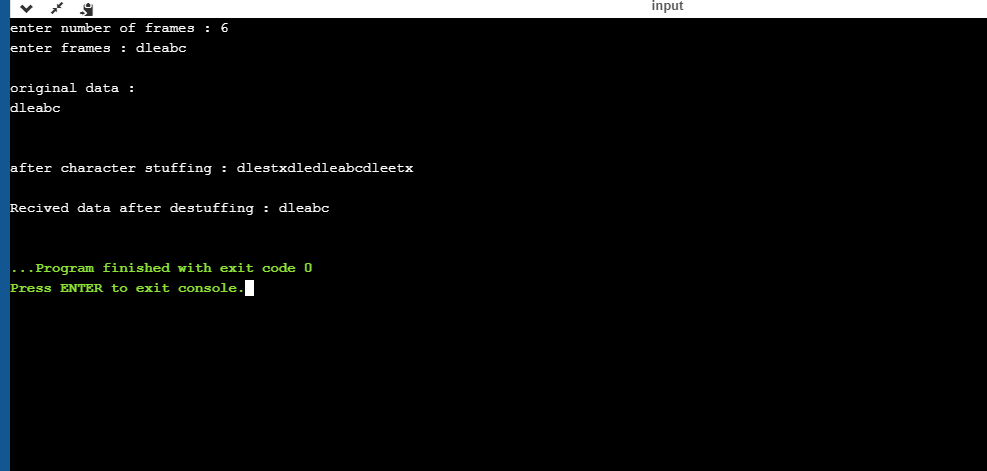 input
enter number of frames : 6
enter frames : dleabc
original data :
dleabc
after character stuffing : dlestxdledleabcdleetx
Recived data after destuffing : dleabc
...Program finished with exit code 0
Press ENTER to exit console.